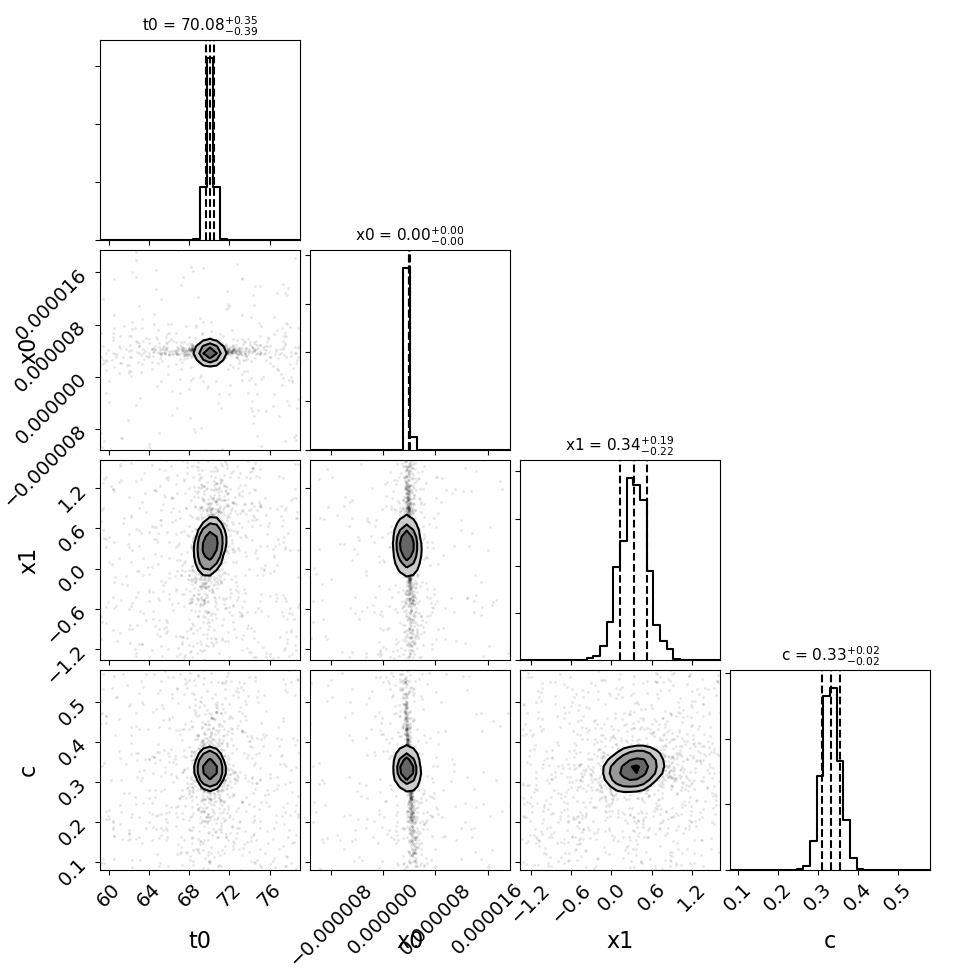 t0 = 70.08+0.35−0.39
x0 = 0.00+0.00−0.00
x0
0.000016
0.000008
0.000000
−0.000008
x1 = 0.34+0.19−0.22
x1
1.2
0.6
0.0
−0.6
−1.2
c = 0.33+0.02−0.02
c
0.5
0.4
0.3
0.2
0.1
60 64 68 72 76
−0.000008 0.000000 0.000008 0.000016
−1.2 −0.6 0.0 0.6 1.2
0.1 0.2 0.3 0.4 0.5
t0 x0 x1 c